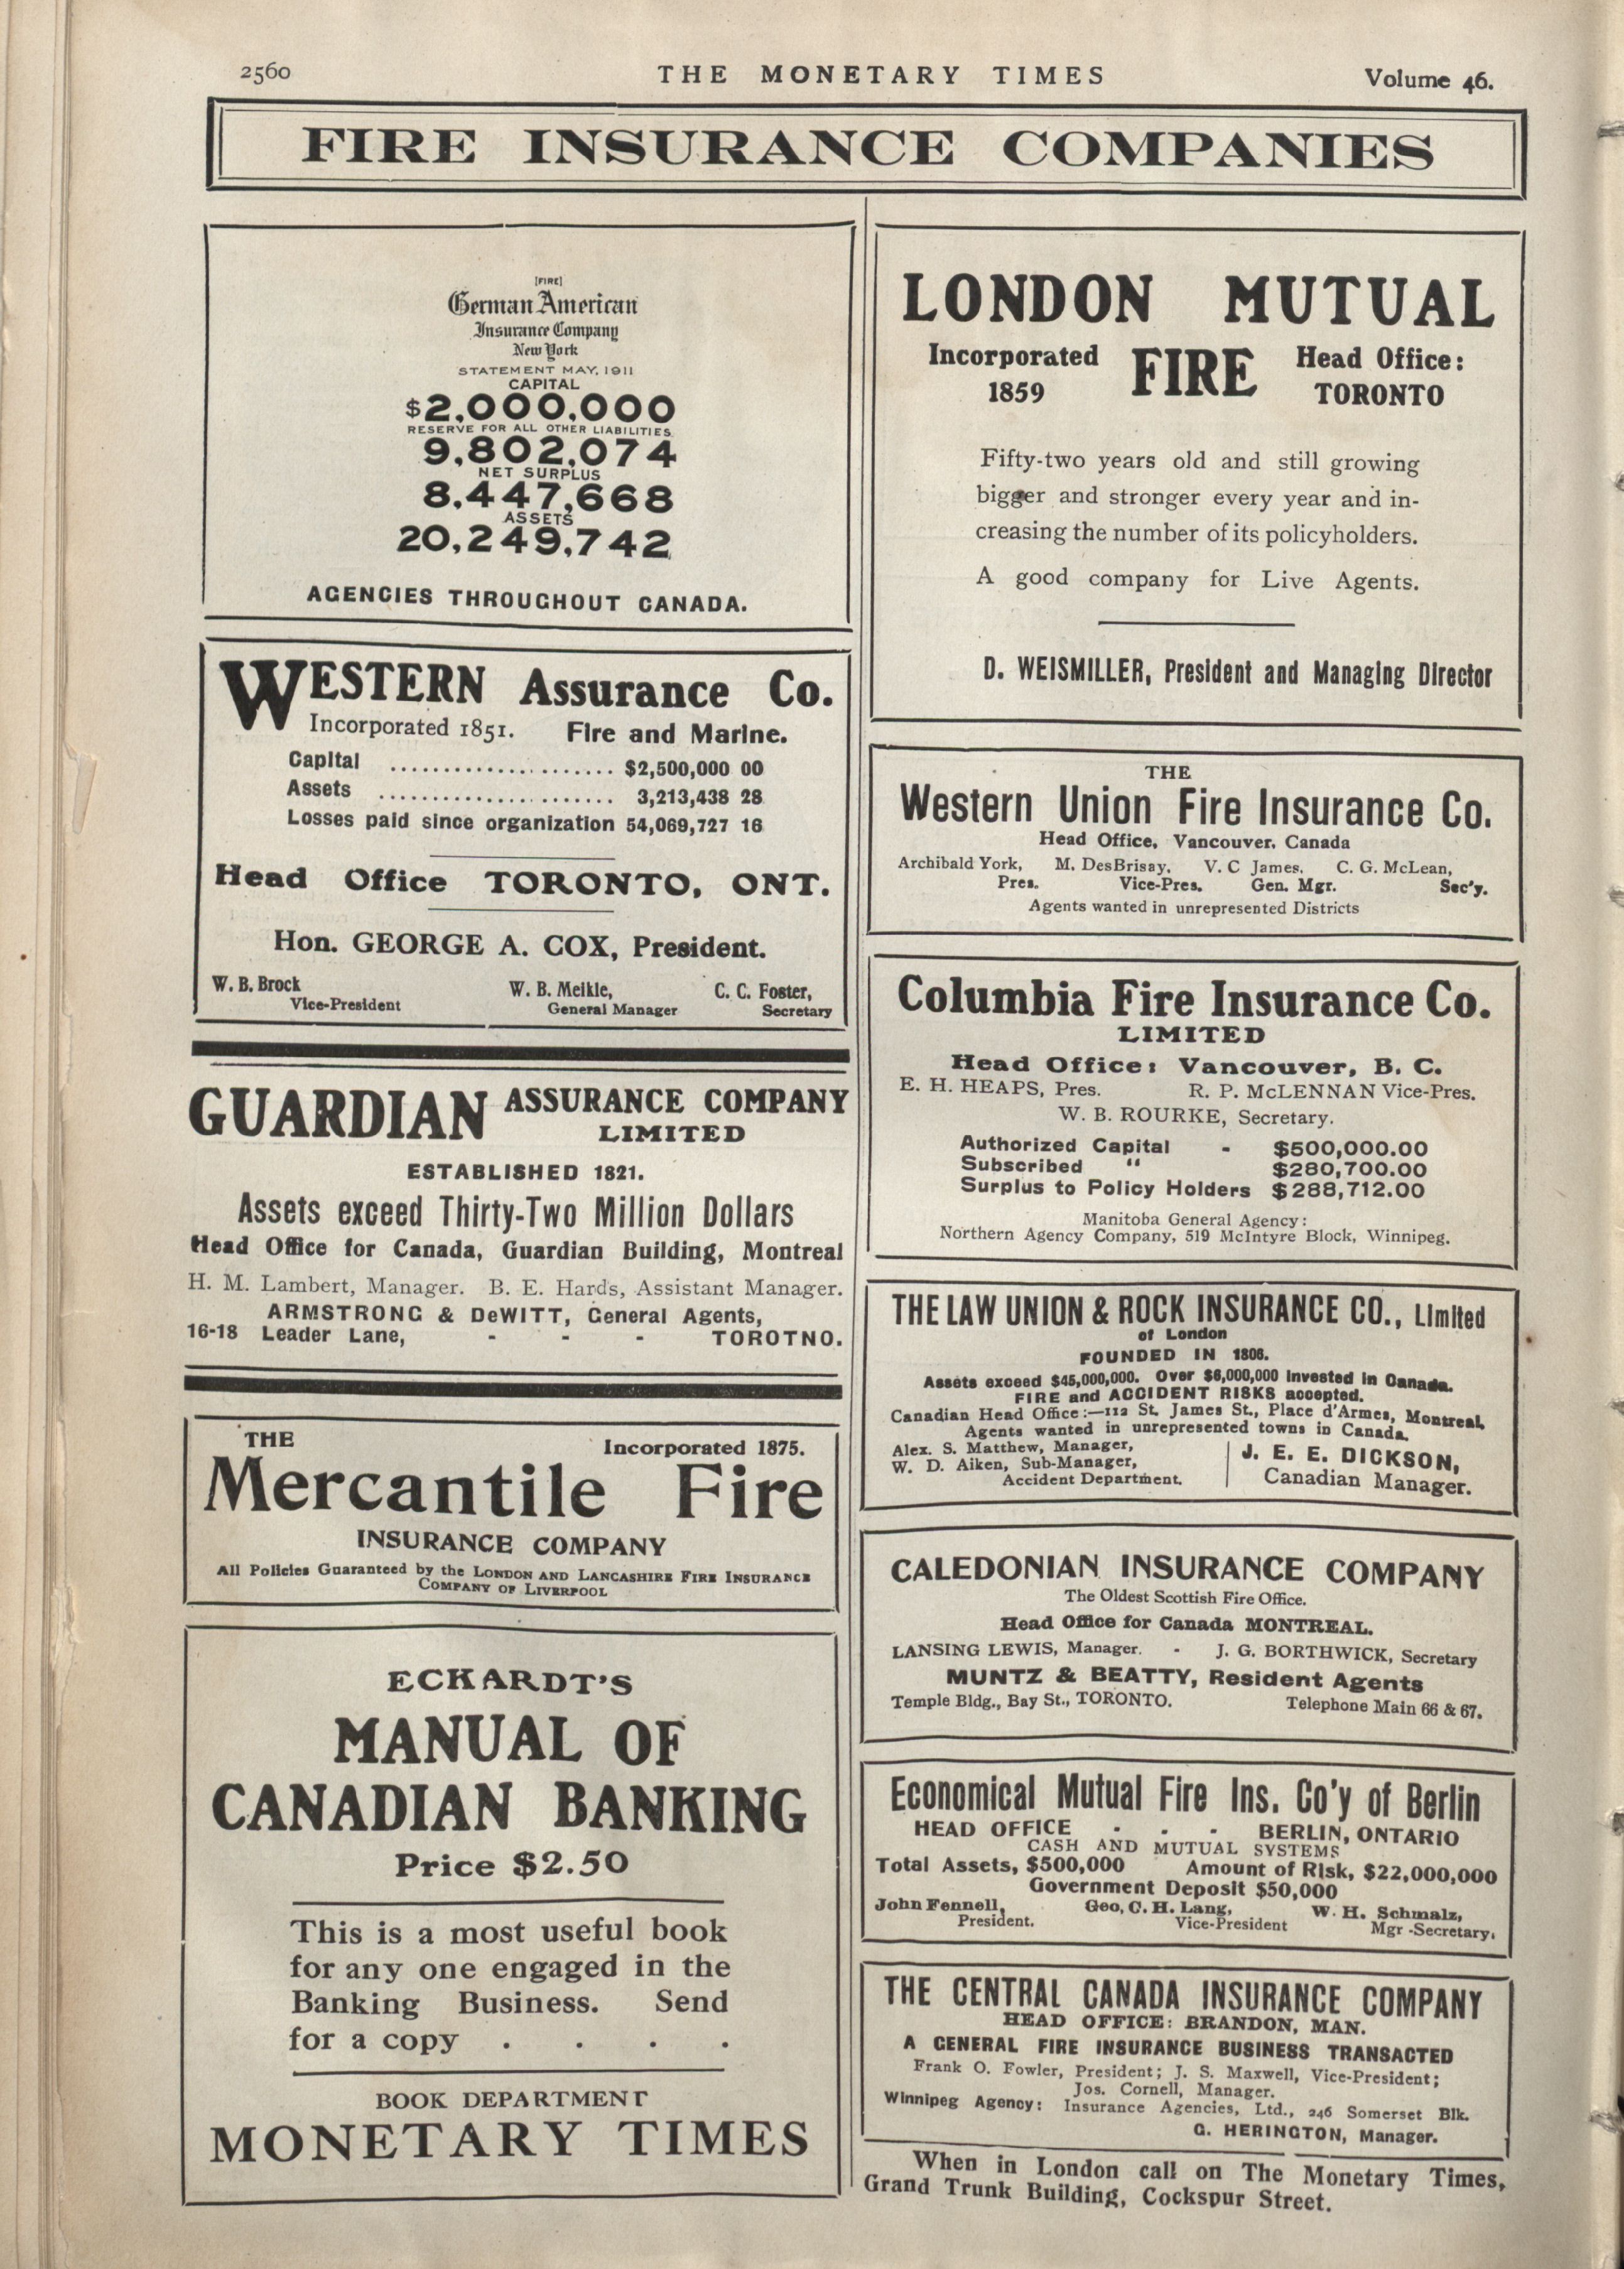 2560
THE MONETARY TIMES
Volume 46.
FIRE INSURANCE COMPANIES
[FIRE]
German American
Insurance Company
New York
STATEMENT MAY, 1911
CAPITAL
$2,000,000
RESERVE FOR ALL OTHER LIABILITIES
9,802,074
NET SURPLUS
8,447,668
ASSETS
20,249,742
AGENCIES THROUGHOUT CANADA.
WESTERN Assurance Co.
Incorporated 1851. Fire and Marine.
Capital ........................ $2,500,000 00
Assets ........................ 3,213,438 28
Losses paid since organization 54,069,727 16
Head Office TORONTO, ONT.
Hon. GEORGE A. COX, President.
W. B. Brock W. B. Meikle, C. C. Foster,
Vice-President General Manager Secretary
GUARDIAN ASSURANCE COMPANY
LIMITED
ESTABLISHED 1821.
Assets exceed Thirty-Two Million Dollars
Head Office for Canada, Guardian Building, Montreal
H. M. Lambert, Manager. B. E. Hards, Assistant Manager.
ARMSTRONG & DeWITT, General Agents,
16-18 Leader Lane, - - - TOROTNO.
THE Incorporated 1875.
Mercantile Fire
INSURANCE COMPANY
All Policies Guaranteed by the LONDON AND LANCASHIRE FIRE INSURANCE
COMPANY OF LIVERPOOL
ECKARDT'S
MANUAL OF
CANADIAN BANKING
Price $2.50
This is a most useful book
for any one engaged in the
Banking Business. Send
for a copy . . . .
BOOK DEPARTMENT
MONETARY TIMES
LONDON MUTUAL
Incorporated FIRE Head Office:
1859 TORONTO
Fifty-two years old and still growing
bigger and stronger every year and in-
creasing the number of its policyholders.
A good company for Live Agents.
D. WEISMILLER, President and Managing Director
THE
Western Union Fire Insurance Co.
Head Office, Vancouver, Canada
Archibald York, M. DesBrisay, V. C James, C. G. McLean,
Pres. Vice-Pres. Gen. Mgr. Sec'y.
Agents wanted in unrepresented Districts
Columbia Fire Insurance Co.
LIMITED
Head Office: Vancouver, B. C.
E. H. HEAPS, Pres. R. P. McLENNAN Vice-Pres.
W. B. ROURKE, Secretary.
Authorized Capital - $500,000.00
Subscribed " $280,700.00
Surplus to Policy Holders $288,712.00
Manitoba General Agency:
Northern Agency Company, 519 McIntyre Block, Winnipeg.
THE LAW UNION & ROCK INSURANCE CO., Limited
of London
FOUNDED IN 1806.
Assets exceed $45,000,000. Over $6,000,000 invested in Canada.
FIRE and ACCIDENT RISKS accepted.
Canadian Head Office:—112 St. James St., Place d'Armes, Montreal.
Agents wanted in unrepresented towns in Canada.
Alex. S. Matthew, Manager,
W. D. Aiken, Sub-Manager,
Accident Department.
J. E. E. DICKSON,
Canadian Manager.
CALEDONIAN INSURANCE COMPANY
The Oldest Scottish Fire Office.
Head Office for Canada MONTREAL.
LANSING LEWIS, Manager. - J. G. BORTHWICK, Secretary
MUNTZ & BEATTY, Resident Agents
Temple Bldg., Bay St., TORONTO. Telephone Main 66 & 67.
Economical Mutual Fire Ins. Co'y of Berlin
HEAD OFFICE - - - BERLIN, ONTARIO
CASH AND MUTUAL SYSTEMS
Total Assets, $500,000 Amount of Risk, $22,000,000
Government Deposit $50,000
John Fennell, Geo. C. H. Lang, W. H. Schmalz,
President. Vice-President Mgr -Secretary.
THE CENTRAL CANADA INSURANCE COMPANY
HEAD OFFICE: BRANDON, MAN.
A GENERAL FIRE INSURANCE BUSINESS TRANSACTED
Frank O. Fowler, President; J. S. Maxwell, Vice-President;
Jos. Cornell, Manager.
Winnipeg Agency: Insurance Agencies, Ltd., 246 Somerset Blk.
G. HERINGTON, Manager.
When in London call on The Monetary Times,
Grand Trunk Building, Cockspur Street.